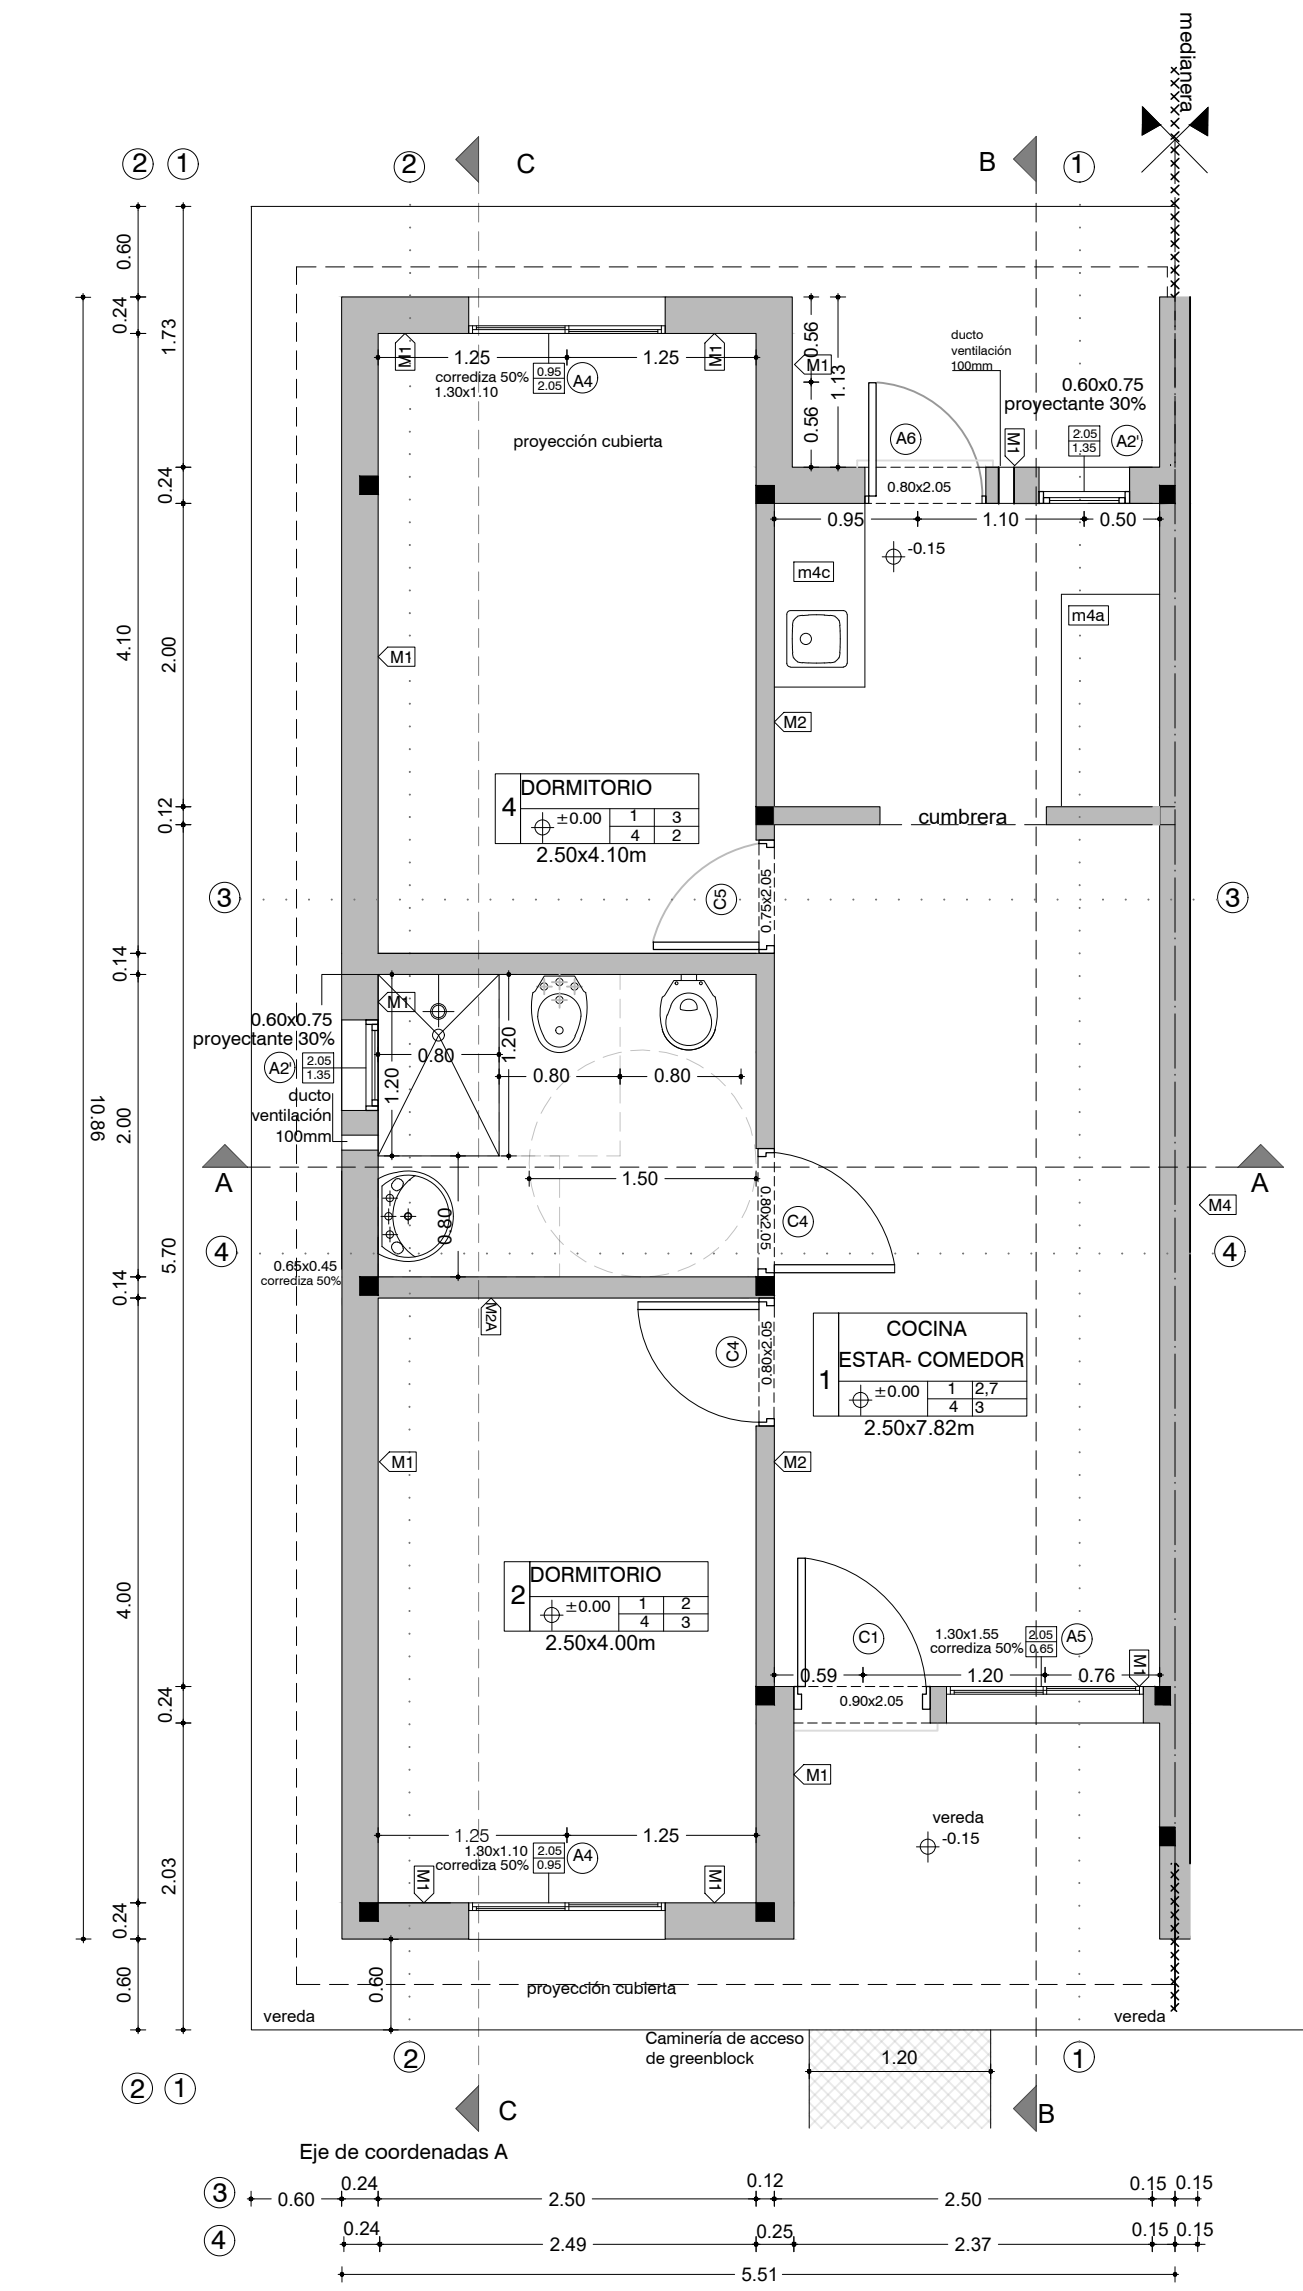 medianera
2
1
2
C
B
1
0.60
0.24
1.73
0.56
M1
1.13
0.56
ducto
ventilación
100mm
0.60x0.75
proyectante 30%
M1
1.25
1.25
M1
corrediza 50%
1.30x1.10
0.95
2.05
A4
A6
M1
2.05
1.35
A2'
proyección cubierta
0.24
0.80x2.05
0.95
1.10
0.50
-0.15
m4c
m4a
4.10
2.00
M1
M2
4
DORMITORIO
±0.00
1
3
4
2
2.50x4.10m
0.12
cumbrera
3
C5
0.75x2.05
3
0.14
M1
0.60x0.75
proyectante 30%
A2'
2.05
1.35
ducto
ventilación
100mm
0.80
1.20
1.20
0.80
0.80
10.86
2.00
A
1.50
0.80x2.05
C4
A
M4
0.80
4
5.70
4
0.65x0.45
corrediza 50%
0.14
M2A
C4
0.80x2.05
1
COCINA
ESTAR- COMEDOR
±0.00
1
2,7
4
3
2.50x7.82m
M1
M2
2
DORMITORIO
±0.00
1
2
4
3
2.50x4.00m
4.00
C1
1.30x1.55
corrediza 50%
2.05
0.65
A5
M1
0.59
1.20
0.76
0.24
0.90x2.05
M1
vereda
-0.15
1.25
1.25
1.30x1.10
corrediza 50%
2.05
0.95
A4
M1
M1
2.03
0.24
0.60
0.60
proyección cubierta
vereda
vereda
2
Caminería de acceso
de greenblock
1.20
1
2
1
C
B
Eje de coordenadas A
3
0.60
0.24
2.50
0.12
2.50
0.15
0.15
4
0.24
2.49
0.25
2.37
0.15
0.15
5.51